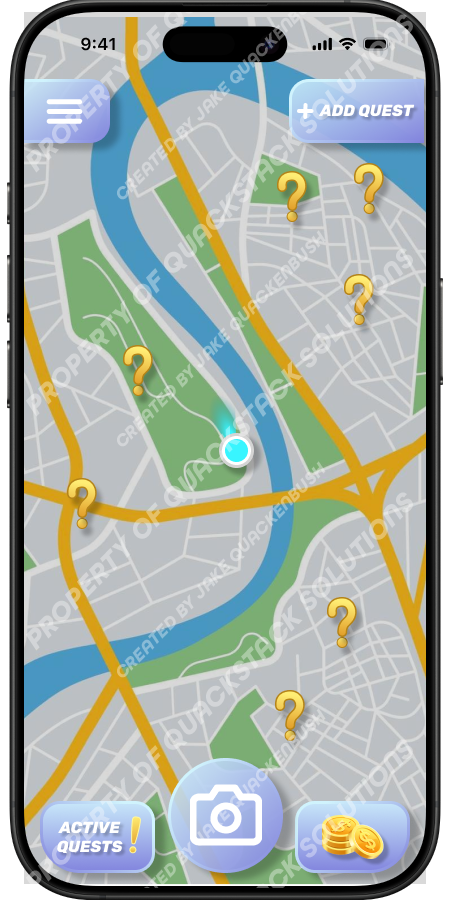 9:41
+ ADD QUEST
PROPERTY OF QUACKSTACK SOLUTIONS
CREATED BY JAKE QUACKENBUSH
PROPERTY OF QUACKSTACK SOLUTIONS
CREATED BY JAKE QUACKENBUSH
PROPERTY OF QUACKSTACK SOLUTIONS
CREATED BY JAKE QUACKENBUSH
ACTIVE
QUESTS !